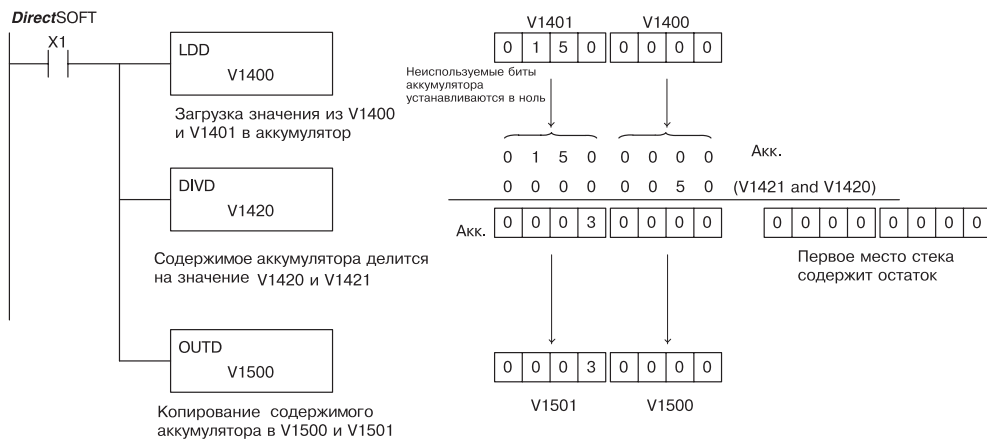 DirectSOFT
X1
LDD
V1400
Загрузка значения из V1400
и V1401 в аккумулятор
DIVD
V1420
Содержимое аккумулятора делится
на значение V1420 и V1421
OUTD
V1500
Копирование содержимого
аккумулятора в V1500 и V1501
V1401 V1400
0 1 5 0 0 0 0 0
Неиспользуемые биты
аккумулятора
устанавливаются в ноль
0 1 5 0 0 0 0 0 Акк.
0 0 0 0 0 0 5 0 (V1421 and V1420)
Акк. 0 0 0 3 0 0 0 0 0 0 0 0 0 0 0 0
Первое место стека
содержит остаток
0 0 0 3 0 0 0 0
V1501 V1500